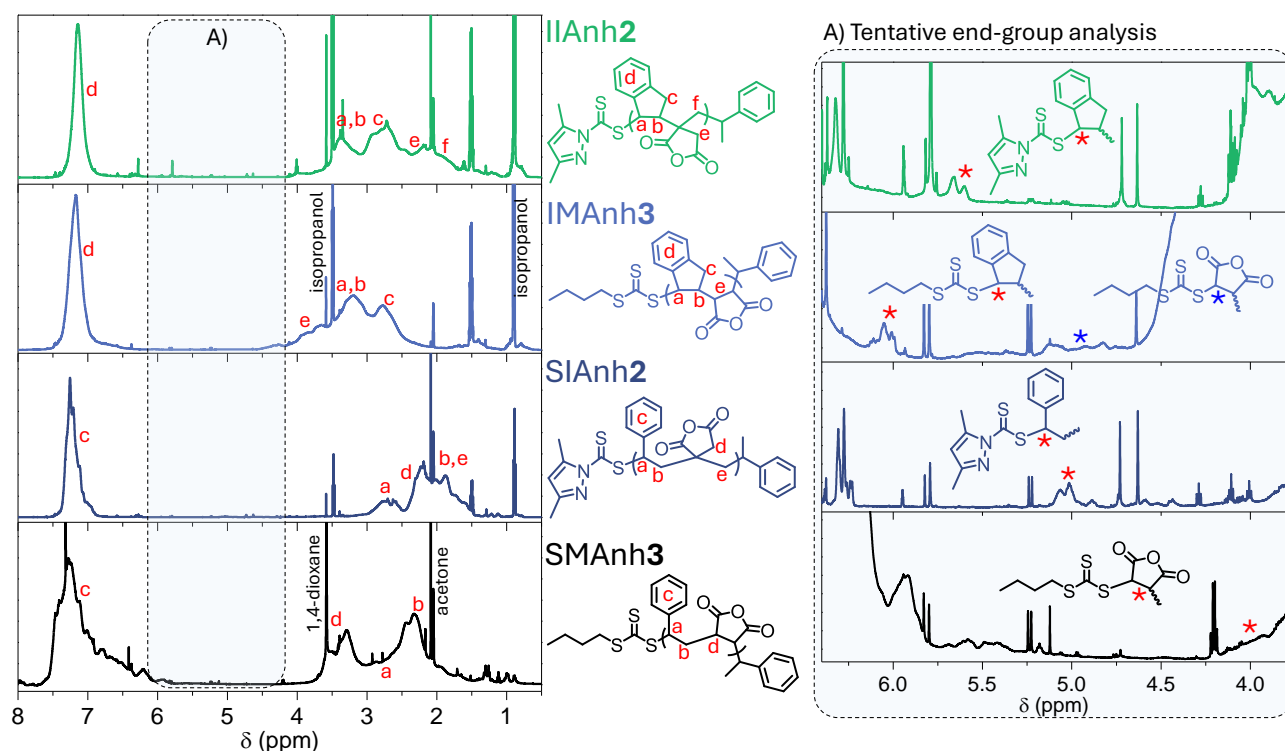 A)
IIAnh2
d
a,b
c
e
f
d
S
N
N
S
c
a
b
f
e
O
O
O
IMAnh3
d
isopropanol
isopropanol
e
a,b
c
d
S
S
S
c
a
b
e
O
O
O
SIAnh2
c
a
d
b,e
c
S
N
N
S
a
b
d
e
O
O
O
SMAnh3
c
1,4-dioxane
d
a
b
acetone
c
S
S
S
a
b
d
O
O
O
8
7
6
5
4
3
2
1
δ (ppm)
A) Tentative end-group analysis
S
N
N
S
*
*
S
S
S
*
*
S
S
S
O
O
O
*
*
S
N
N
S
*
*
S
S
S
O
O
O
*
*
6.0
5.5
5.0
4.5
4.0
δ (ppm)